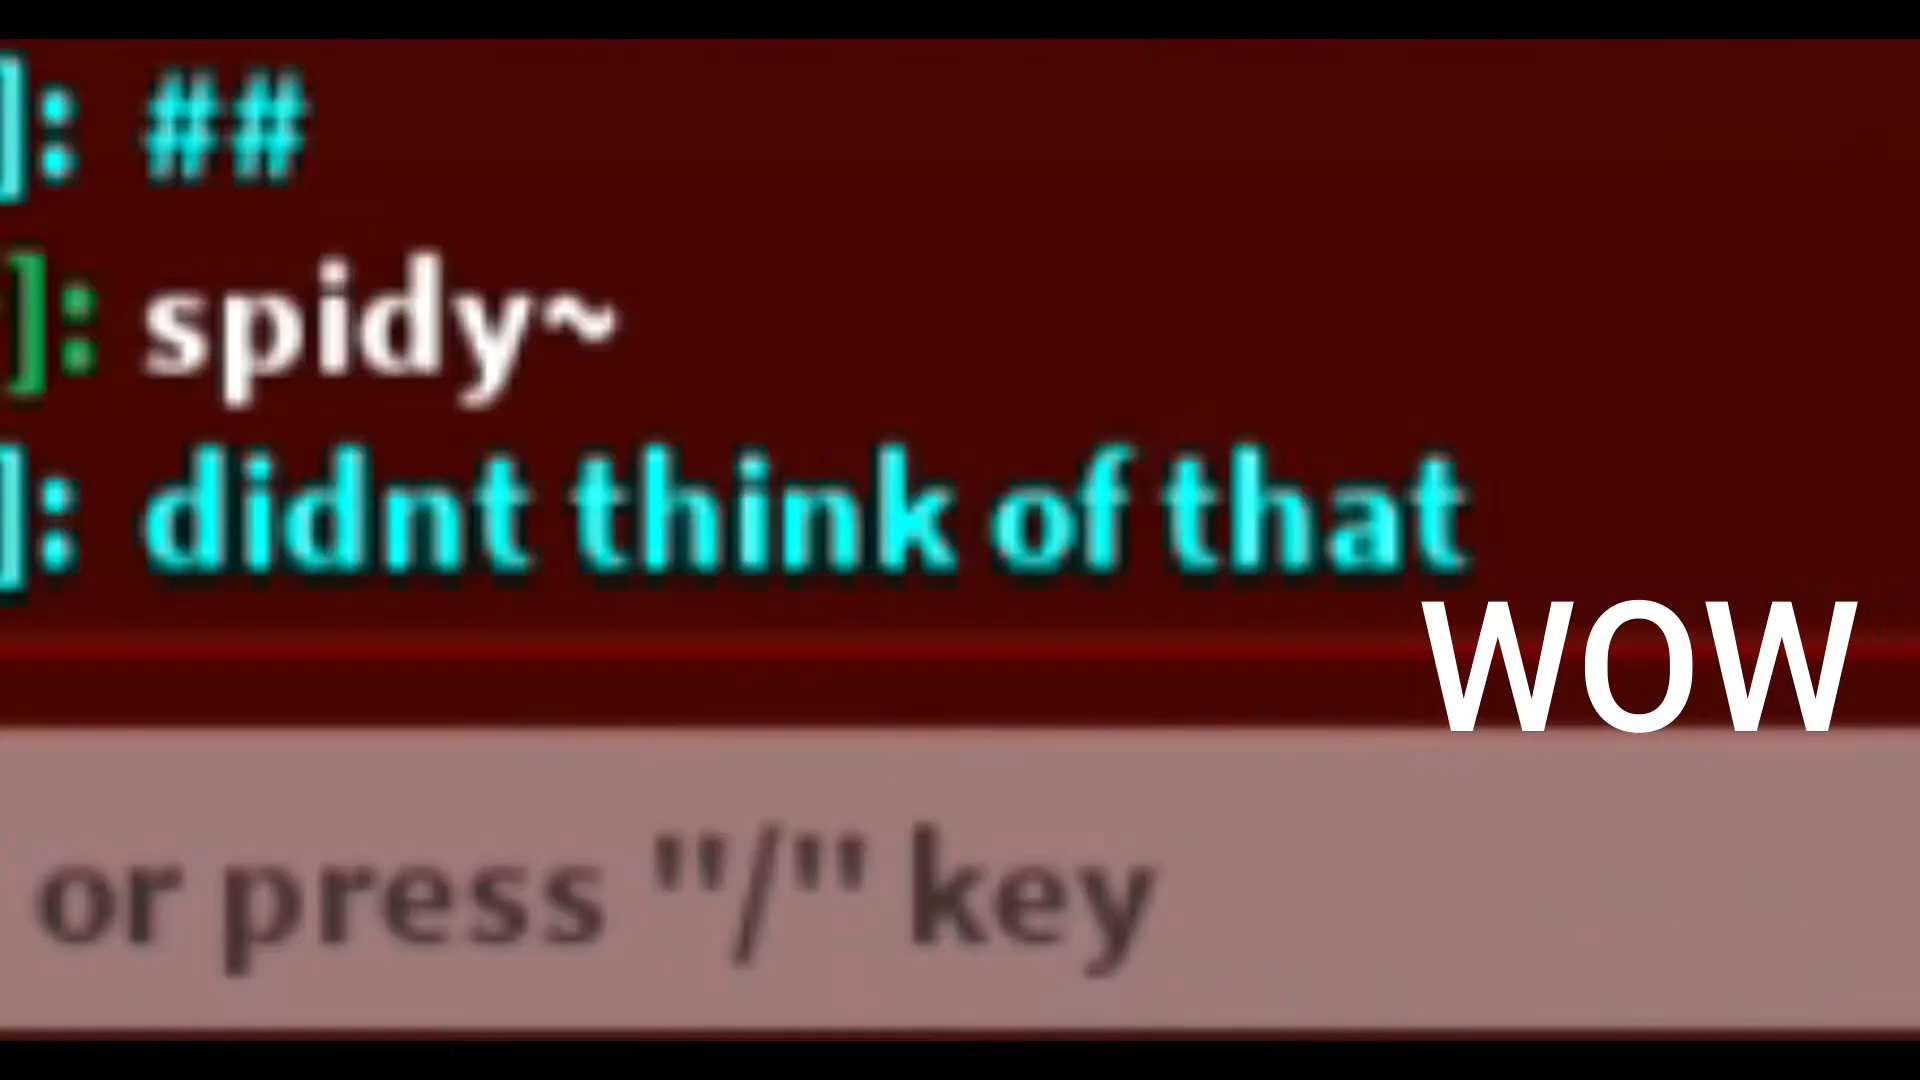 ]: ##
]: spidy~
]: didnt think of that
WOW
or press "/" key